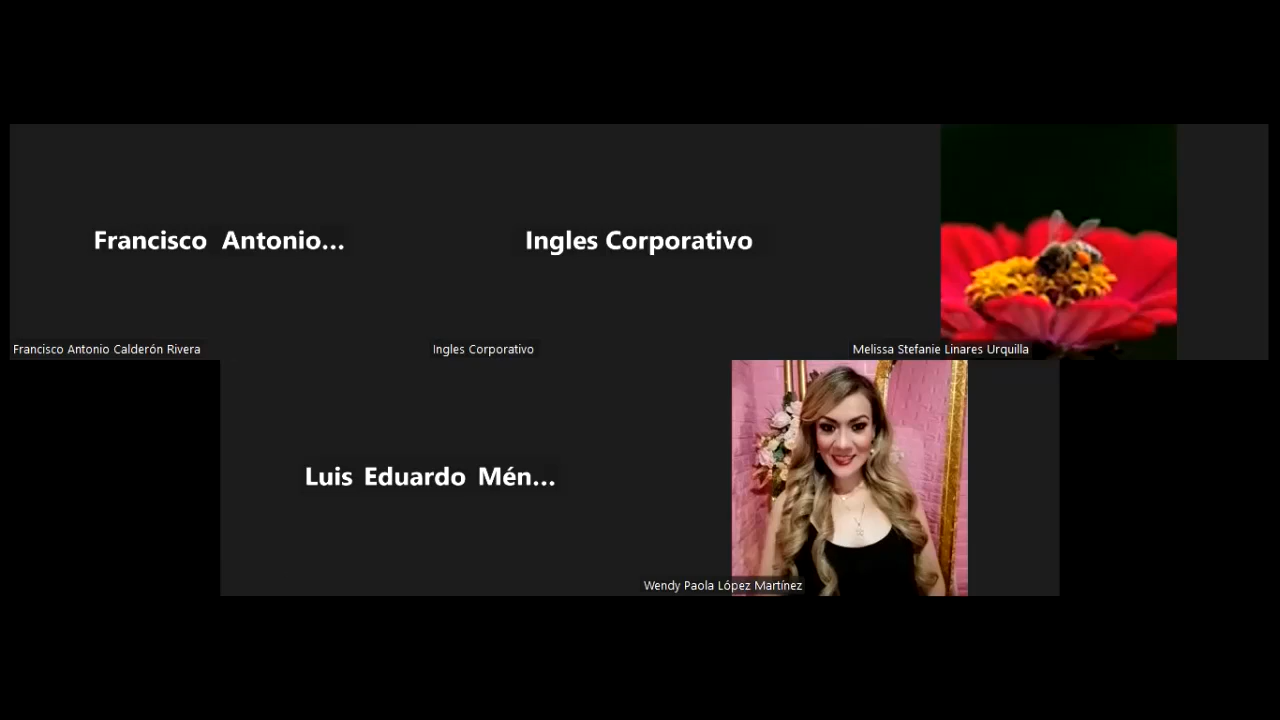 Francisco Antonio...
Ingles Corporativo
Francisco Antonio Calderón Rivera
Ingles Corporativo
Melissa Stefanie Linares Urquilla
Luis Eduardo Mén...
Wendy Paola López Martínez